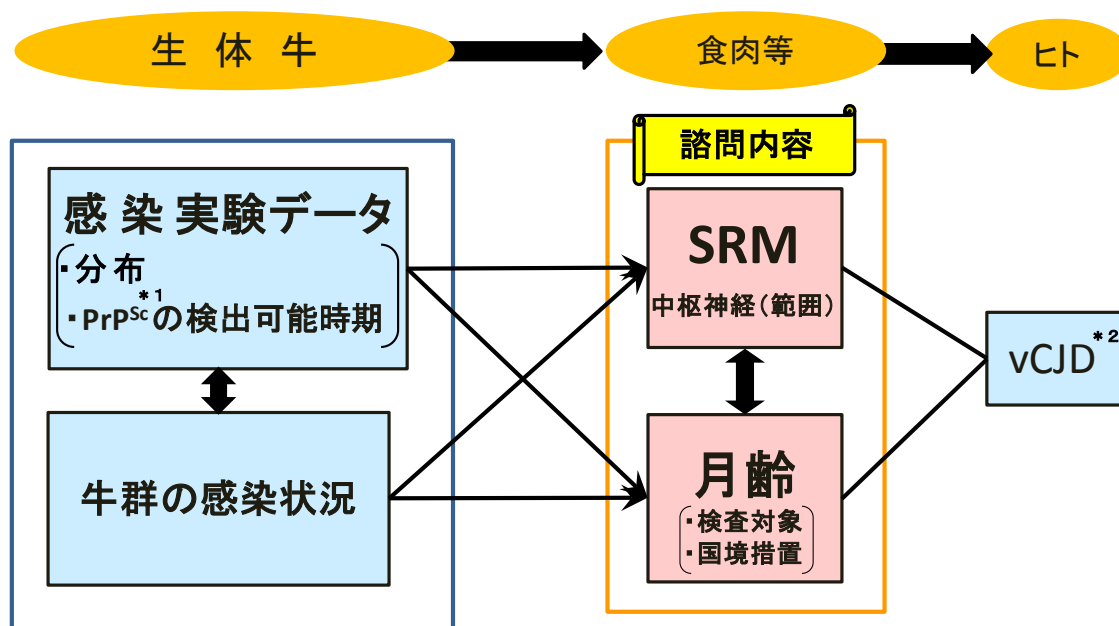 生 体 牛
食肉等
ヒト
諮問内容
感 染 実験データ
・分 布
・PrPSc*1の検出可能時期
牛群の感染状況
SRM
中枢神経(範囲)
月齢
・検査対象
・国境措置
vCJD*2